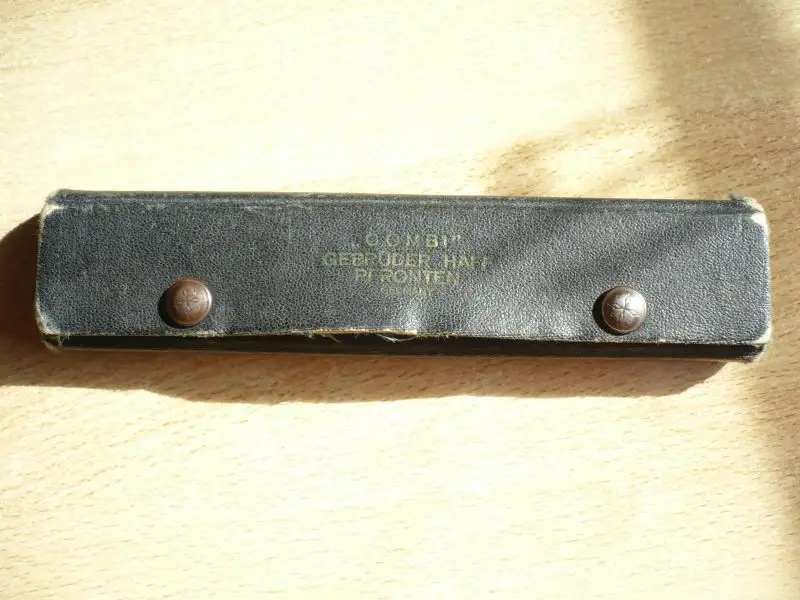 „COMBI"
GEBRÜDER HAFF
PFRONTEN